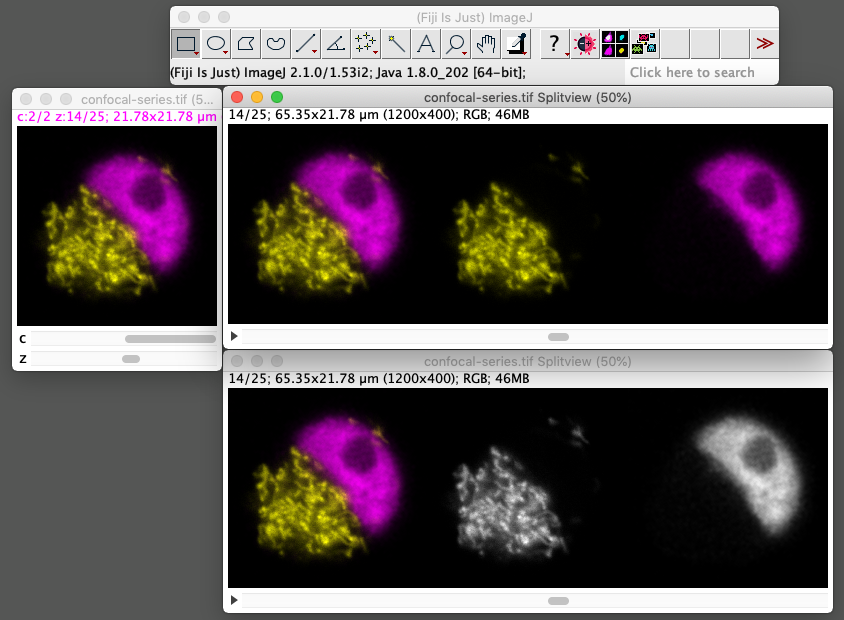 (Fiji Is Just) ImageJ
A
?
>>
(Fiji Is Just) ImageJ 2.1.0/1.53i2; Java 1.8.0_202 [64-bit];
Click here to search
confocal-series.tif (5...
c:2/2 z:14/25; 21.78x21.78 µm
C
Z
confocal-series.tif Splitview (50%)
14/25; 65.35x21.78 µm (1200x400); RGB; 46MB
confocal-series.tif Splitview (50%)
14/25; 65.35x21.78 µm (1200x400); RGB; 46MB